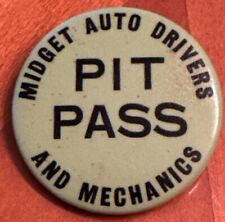 MIDGET AUTO DRIVERS
PIT
PASS
AND MECHANICS